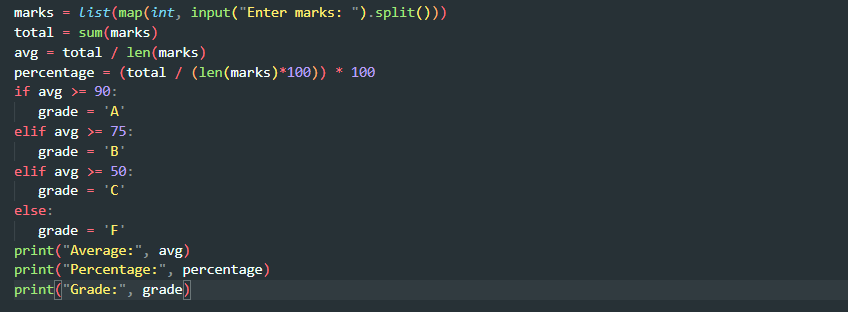 marks = list(map(int, input("Enter marks: ").split()))
total = sum(marks)
avg = total / len(marks)
percentage = (total / (len(marks)*100)) * 100
if avg >= 90:
   grade = 'A'
elif avg >= 75:
   grade = 'B'
elif avg >= 50:
   grade = 'C'
else:
   grade = 'F'
print("Average:", avg)
print("Percentage:", percentage)
print("Grade:", grade)